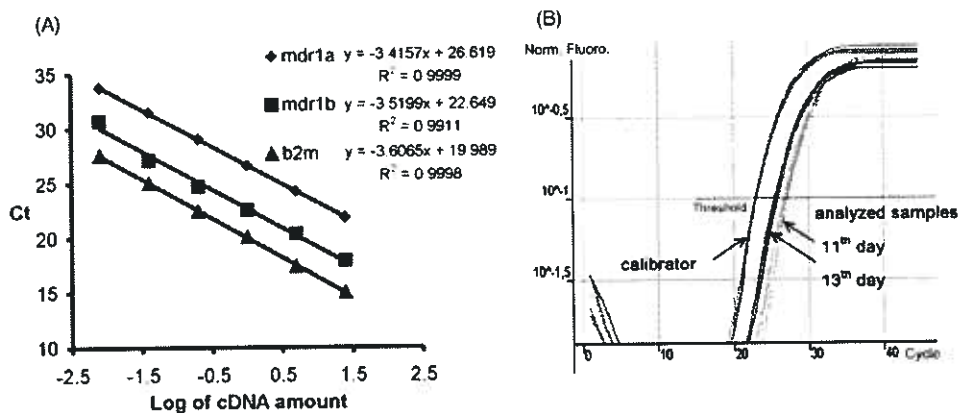 (A)
mdr1a y = -3.4157x + 26.619
R² = 0.9999
mdr1b y = -3.5199x + 22.649
R² = 0.9911
b2m y = -3.6065x + 19.989
R² = 0.9998
35
30
25
20
15
10
Ct
-2.5 -1.5 -0.5 0.5 1.5 2.5
Log of cDNA amount
(B)
Norm. Fluoro.
10^-0.5
10^-1
10^-1.5
Threshold
analyzed samples
11th day
13th day
calibrator
0 10 20 30 40 Cycle